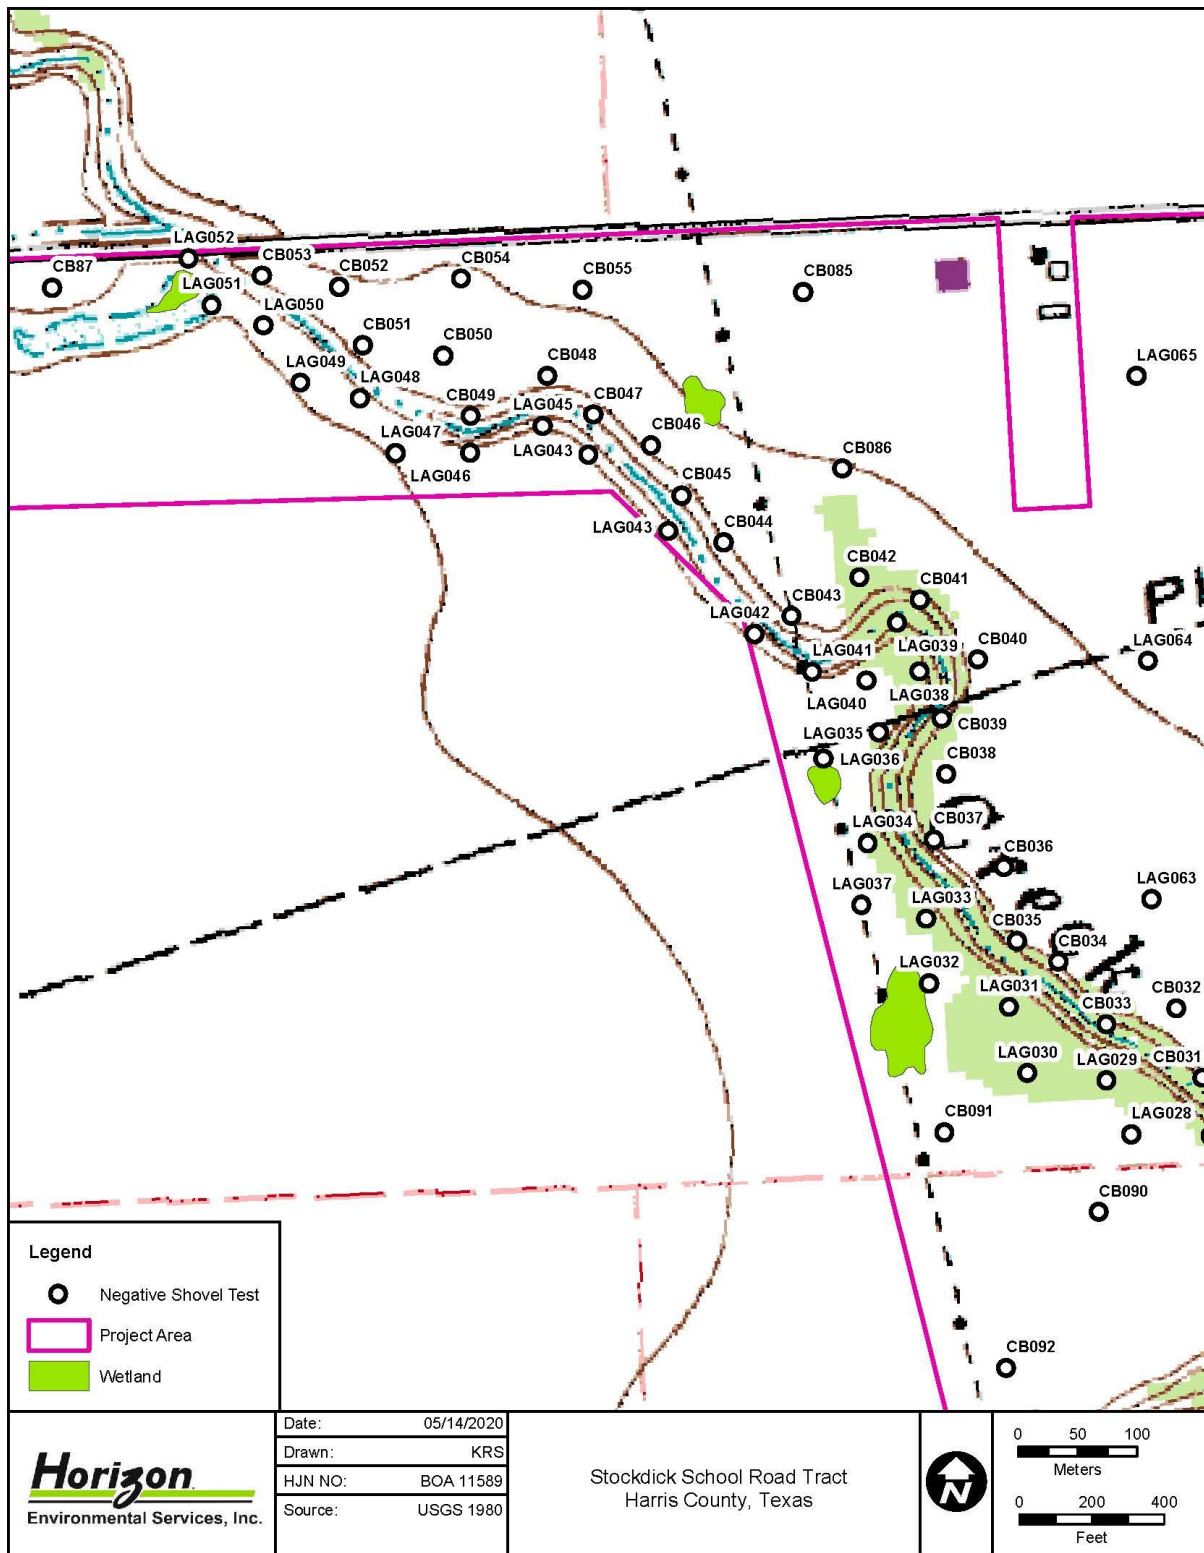 LAG052
CB053
CB87
CB052
CB054
CB055
CB085
LAG051
LAG050
CB051
CB050
LAG049
LAG048
CB048
LAG065
CB049
LAG045
CB047
CB046
LAG047
LAG046
LAG043
CB086
CB045
LAG043
CB044
CB042
CB041
CB043
LAG042
LAG041
LAG039
CB040
LAG064
LAG040
LAG038
LAG035
CB039
LAG036
CB038
LAG034
CB037
CB036
LAG037
LAG033
LAG063
CB035
CB034
LAG032
LAG031
CB033
CB032
LAG030
LAG029
CB031
CB091
LAG028
CB090
CB092
Creek
Legend
Negative Shovel Test
Project Area
Wetland
Horizon
Environmental Services, Inc.
Date: 05/14/2020
Drawn: KRS
HJN NO: BOA 11589
Source: USGS 1980
Stockdick School Road Tract
Harris County, Texas
N
0 50 100
Meters
0 200 400
Feet